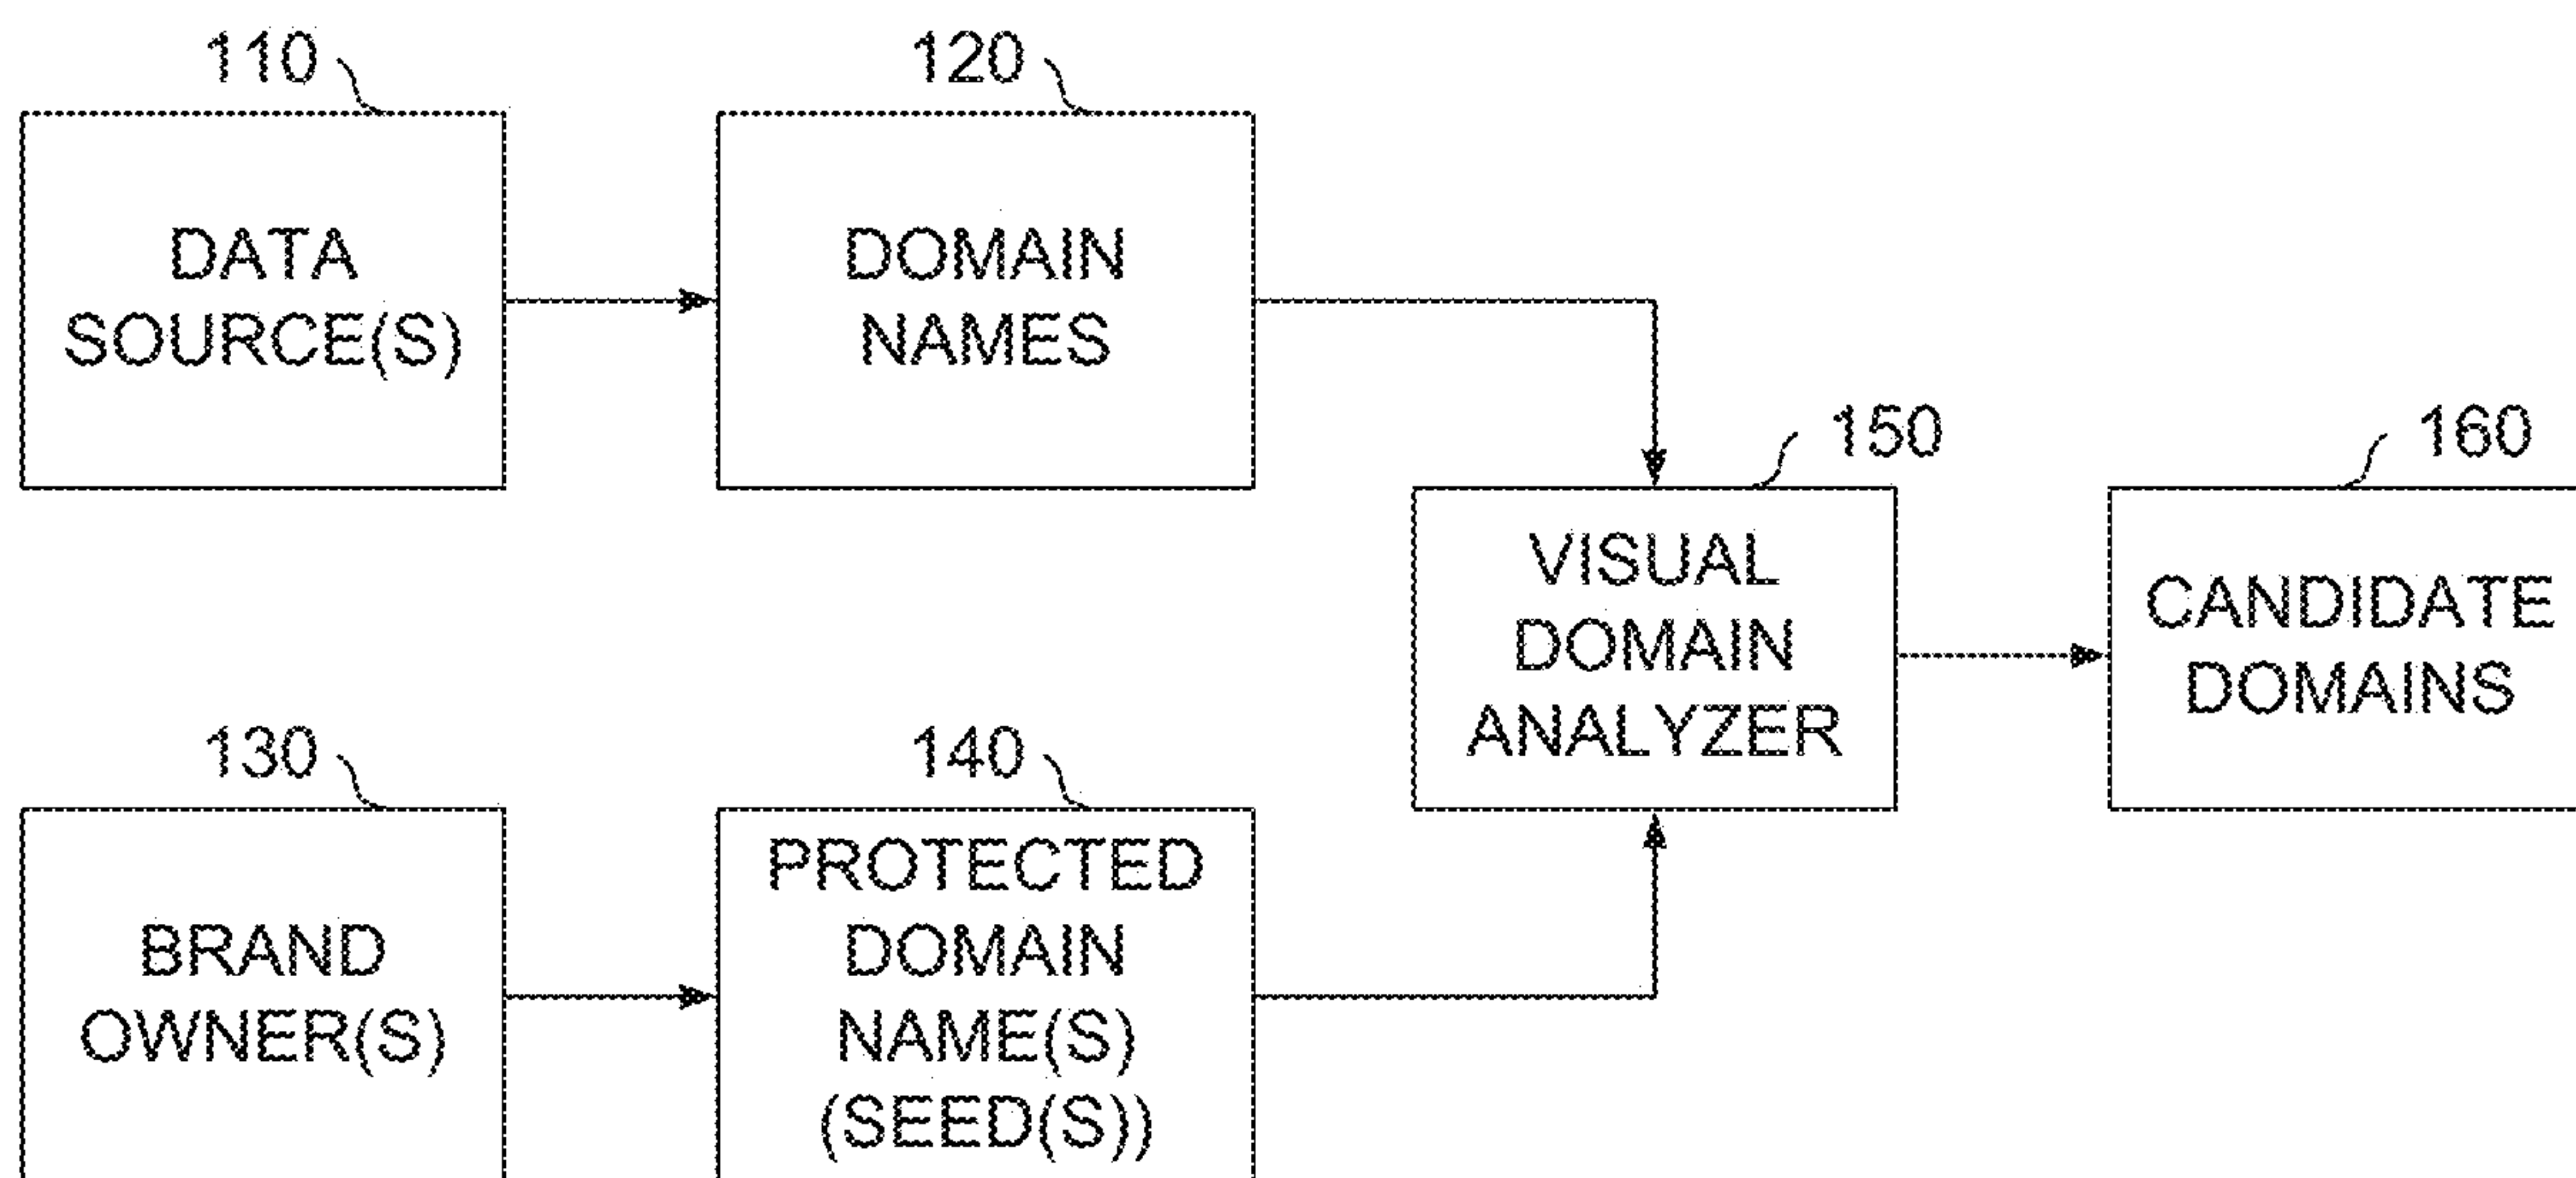 110
DATA
SOURCE(S)
120
DOMAIN
NAMES
130
BRAND
OWNER(S)
140
PROTECTED
DOMAIN
NAME(S)
(SEED(S))
150
VISUAL
DOMAIN
ANALYZER
160
CANDIDATE
DOMAINS